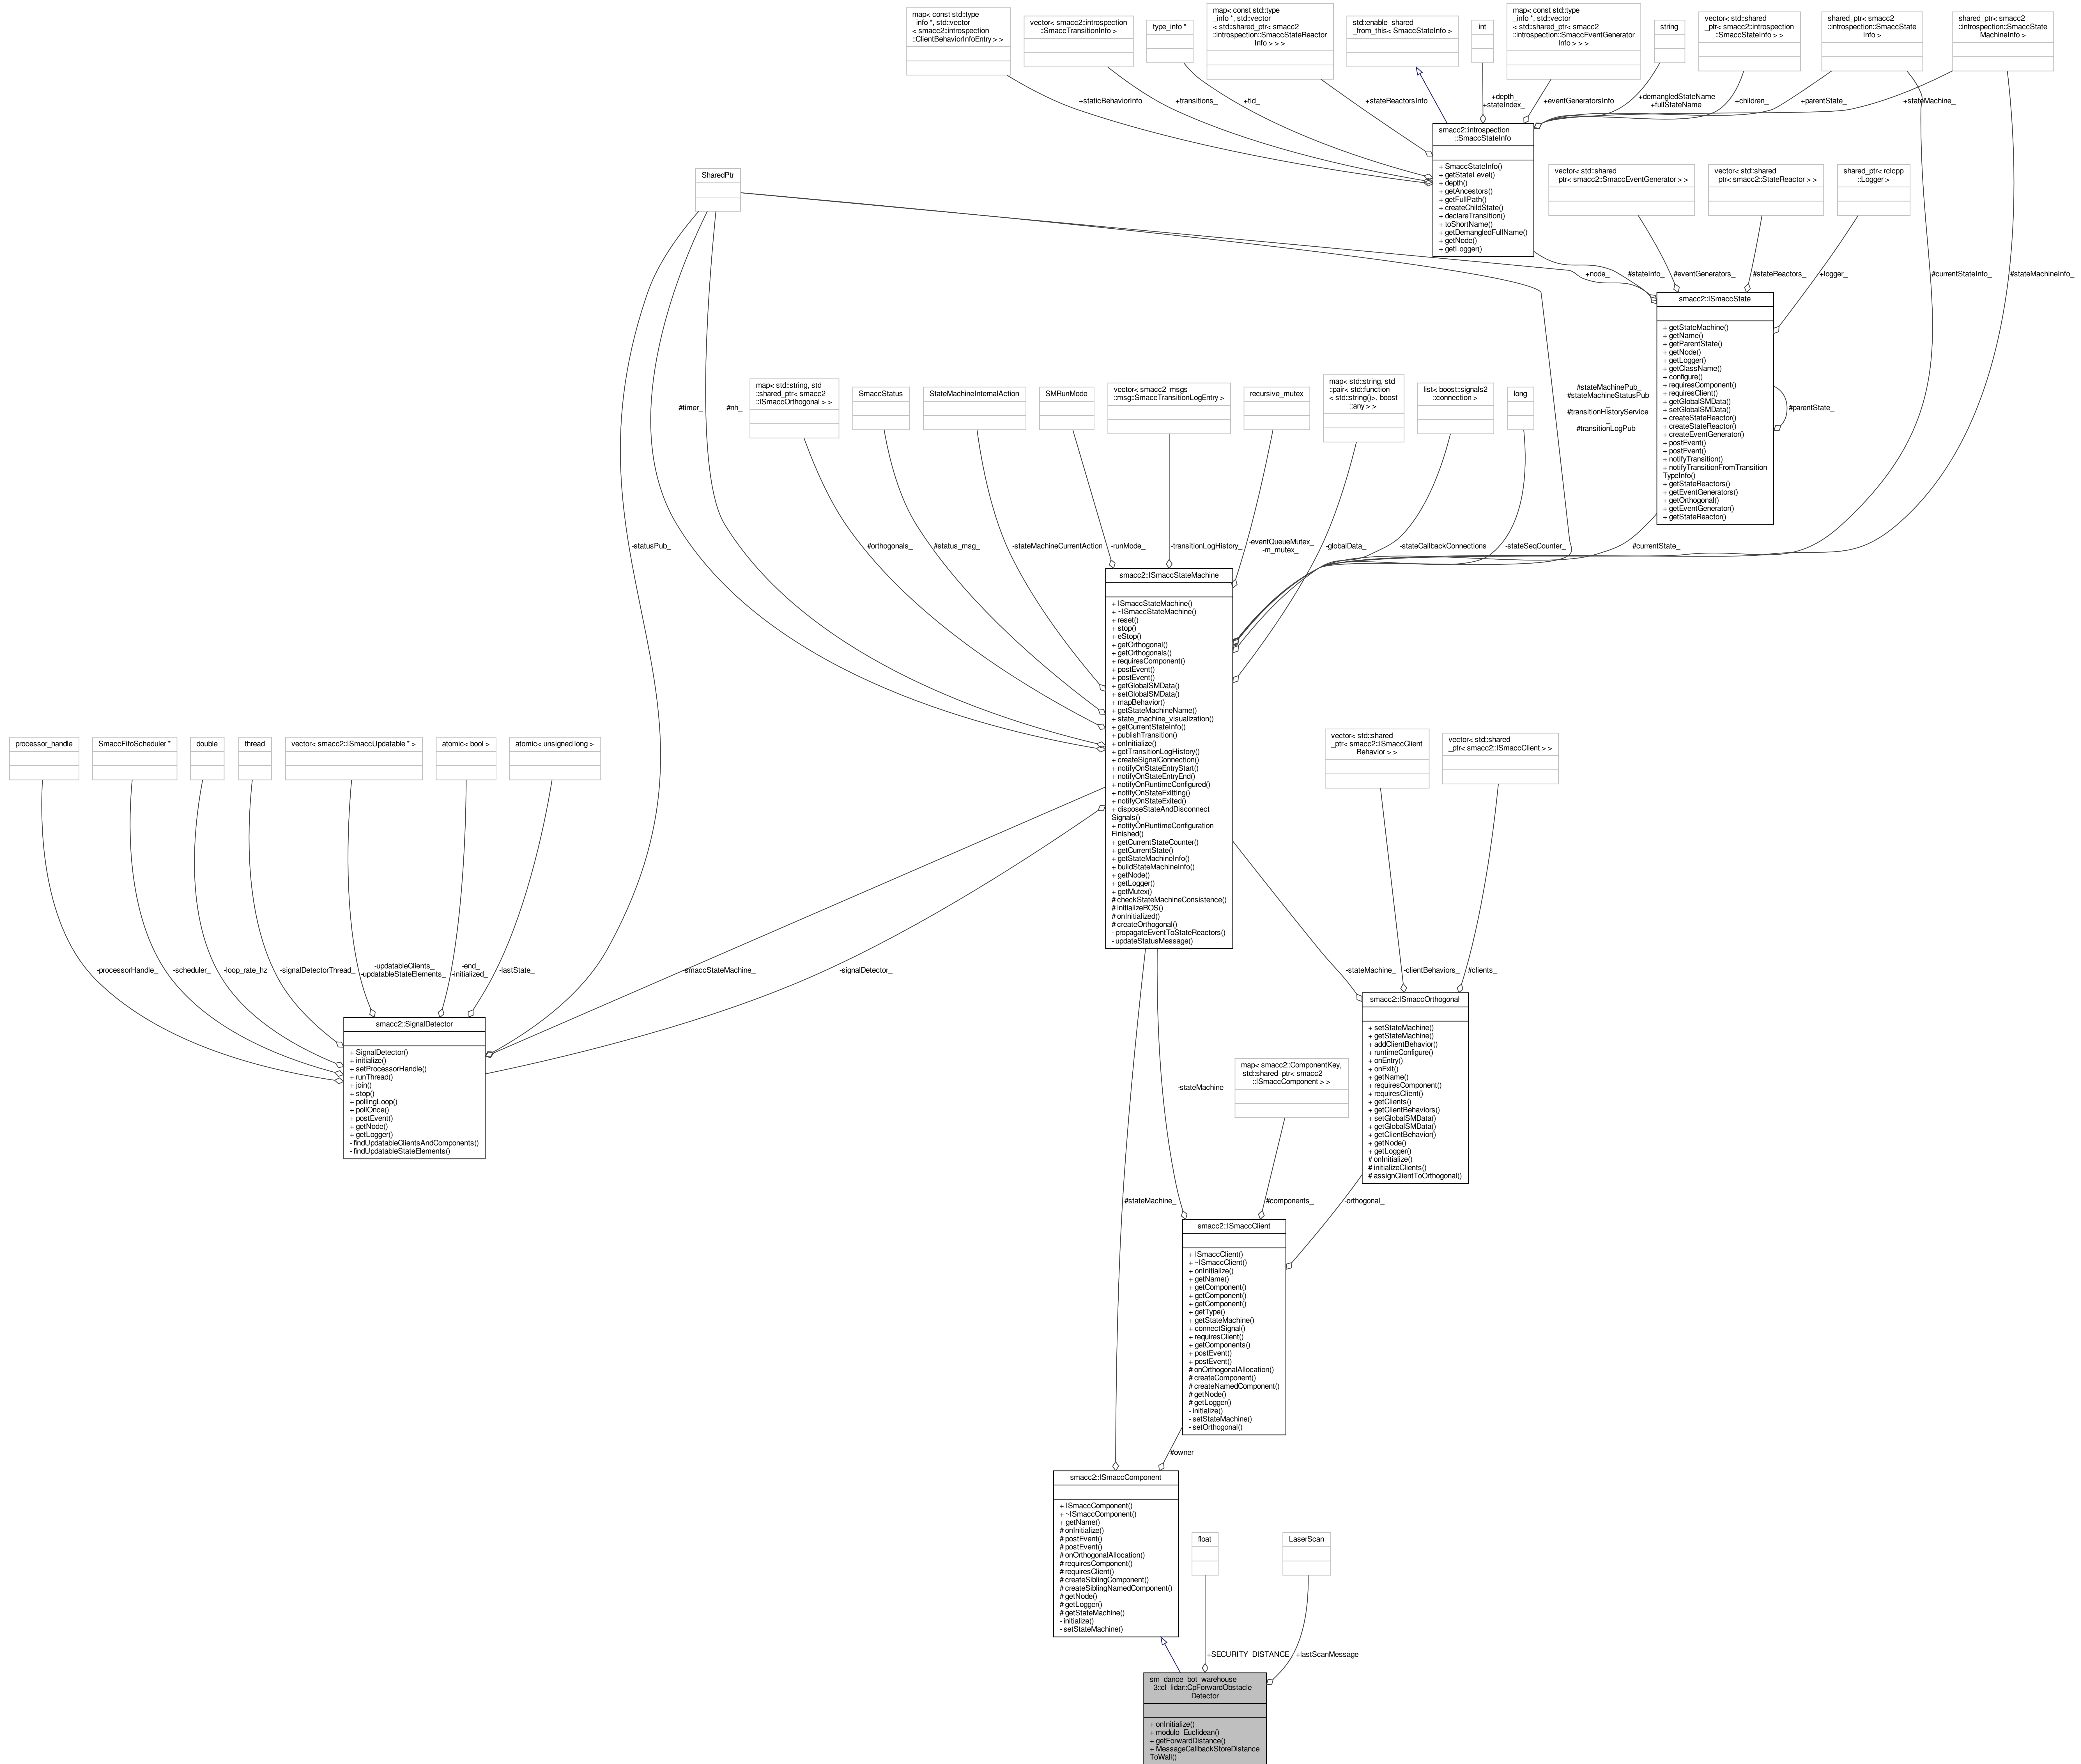 map< const std::type
_info *, std::vector
< smacc2::introspection
::ClientBehaviorInfoEntry > >
vector< smacc2::introspection
::SmaccTransitionInfo >
type_info *
map< const std::type
_info *, std::vector
< std::shared_ptr< smacc2
::introspection::SmaccStateReactor
Info > > >
std::enable_shared
_from_this< SmaccStateInfo >
int
map< const std::type
_info *, std::vector
< std::shared_ptr< smacc2
::introspection::SmaccEventGenerator
Info > > >
string
vector< std::shared
_ptr< smacc2::introspection
::SmaccStateInfo > >
shared_ptr< smacc2
::introspection::SmaccState
Info >
shared_ptr< smacc2
::introspection::SmaccState
MachineInfo >
+staticBehaviorInfo
+transitions_
+tid_
+stateReactorsInfo
+depth_
+stateIndex_
+eventGeneratorsInfo
+demangledStateName
+fullStateName
+children_
+parentState_
+stateMachine_
smacc2::introspection
::SmaccStateInfo
+ SmaccStateInfo()
+ getStateLevel()
+ depth()
+ getAncestors()
+ getFullPath()
+ createChildState()
+ declareTransition()
+ toShortName()
+ getDemangledFullName()
+ getNode()
+ getLogger()
SharedPtr
vector< std::shared
_ptr< smacc2::SmaccEventGenerator > >
vector< std::shared
_ptr< smacc2::StateReactor > >
shared_ptr< rclcpp
::Logger >
+node_
#stateInfo_
#eventGenerators_
#stateReactors_
+logger_
#currentStateInfo_
#stateMachineInfo_
smacc2::ISmaccState
+ getStateMachine()
+ getName()
+ getParentState()
+ getNode()
+ getLogger()
+ getClassName()
+ configure()
+ requiresComponent()
+ requiresClient()
+ getGlobalSMData()
+ setGlobalSMData()
+ createStateReactor()
+ createStateReactor()
+ createEventGenerator()
+ postEvent()
+ postEvent()
+ notifyTransition()
+ notifyTransitionFromTransition
TypeInfo()
+ getStateReactors()
+ getEventGenerators()
+ getOrthogonal()
+ getEventGenerator()
+ getStateReactor()
#parentState_
#timer_
#nh_
map< std::string, std
::shared_ptr< smacc2
::ISmaccOrthogonal > >
SmaccStatus
StateMachineInternalAction
SMRunMode
vector< smacc2_msgs
::msg::SmaccTransitionLogEntry >
recursive_mutex
map< std::string, std
::pair< std::function
< std::string()>, boost
::any > >
list< boost::signals2
::connection >
long
#stateMachinePub_
#stateMachineStatusPub
_
#transitionHistoryService
_
#transitionLogPub_
-statusPub_
#orthogonals_
#status_msg_
-stateMachineCurrentAction
-runMode_
-transitionLogHistory_
-eventQueueMutex_
-m_mutex_
-globalData_
-stateCallbackConnections
-stateSeqCounter_
#currentState_
smacc2::ISmaccStateMachine
+ ISmaccStateMachine()
+ ~ISmaccStateMachine()
+ reset()
+ stop()
+ eStop()
+ getOrthogonal()
+ getOrthogonals()
+ requiresComponent()
+ postEvent()
+ postEvent()
+ getGlobalSMData()
+ setGlobalSMData()
+ mapBehavior()
+ getStateMachineName()
+ state_machine_visualization()
+ getCurrentStateInfo()
+ publishTransition()
+ onInitialize()
+ getTransitionLogHistory()
+ createSignalConnection()
+ notifyOnStateEntryStart()
+ notifyOnStateEntryEnd()
+ notifyOnRuntimeConfigured()
+ notifyOnStateExitting()
+ notifyOnStateExited()
+ disposeStateAndDisconnect
Signals()
+ notifyOnRuntimeConfiguration
Finished()
+ getCurrentStateCounter()
+ getCurrentState()
+ getStateMachineInfo()
+ buildStateMachineInfo()
+ getNode()
+ getLogger()
+ getMutex()
# checkStateMachineConsistence()
# initializeROS()
# onInitialized()
# createOrthogonal()
- propagateEventToStateReactors()
- updateStatusMessage()
processor_handle
SmaccFifoScheduler *
double
thread
vector< smacc2::ISmaccUpdatable * >
atomic< bool >
atomic< unsigned long >
vector< std::shared
_ptr< smacc2::ISmaccClient
Behavior > >
vector< std::shared
_ptr< smacc2::ISmaccClient > >
-processorHandle_
-scheduler_
-loop_rate_hz
-signalDetectorThread_
-updatableClients_
-updatableStateElements_
-end_
-initialized_
-lastState_
-smaccStateMachine_
-signalDetector_
-stateMachine_
-clientBehaviors_
#clients_
smacc2::SignalDetector
+ SignalDetector()
+ initialize()
+ setProcessorHandle()
+ runThread()
+ join()
+ stop()
+ pollingLoop()
+ pollOnce()
+ postEvent()
+ getNode()
+ getLogger()
- findUpdatableClientsAndComponents()
- findUpdatableStateElements()
smacc2::ISmaccOrthogonal
+ setStateMachine()
+ getStateMachine()
+ addClientBehavior()
+ runtimeConfigure()
+ onEntry()
+ onExit()
+ getName()
+ requiresComponent()
+ requiresClient()
+ getClients()
+ getClientBehaviors()
+ setGlobalSMData()
+ getGlobalSMData()
+ getClientBehavior()
+ getNode()
+ getLogger()
# onInitialize()
# initializeClients()
# assignClientToOrthogonal()
map< smacc2::ComponentKey,
std::shared_ptr< smacc2
::ISmaccComponent > >
-stateMachine_
#stateMachine_
#components_
-orthogonal_
smacc2::ISmaccClient
+ ISmaccClient()
+ ~ISmaccClient()
+ onInitialize()
+ getName()
+ getComponent()
+ getComponent()
+ getComponent()
+ getType()
+ getStateMachine()
+ connectSignal()
+ requiresClient()
+ getComponents()
+ postEvent()
+ postEvent()
# onOrthogonalAllocation()
# createComponent()
# createNamedComponent()
# getNode()
# getLogger()
- initialize()
- setStateMachine()
- setOrthogonal()
#owner_
smacc2::ISmaccComponent
+ ISmaccComponent()
+ ~ISmaccComponent()
+ getName()
# onInitialize()
# postEvent()
# postEvent()
# onOrthogonalAllocation()
# requiresComponent()
# requiresClient()
# createSiblingComponent()
# createSiblingNamedComponent()
# getNode()
# getLogger()
# getStateMachine()
- initialize()
- setStateMachine()
float
LaserScan
+SECURITY_DISTANCE
+lastScanMessage_
sm_dance_bot_warehouse
_3::cl_lidar::CpForwardObstacle
Detector
+ onInitialize()
+ modulo_Euclidean()
+ getForwardDistance()
+ MessageCallbackStoreDistance
ToWall()